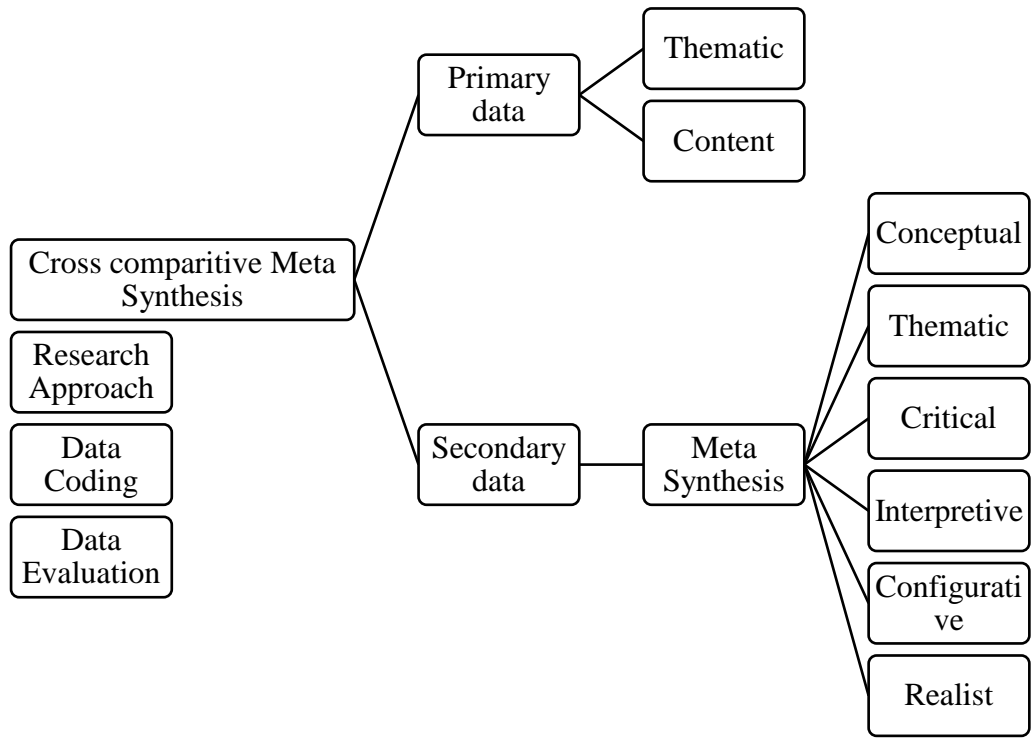 Thematic
Primary
data
Content
Conceptual
Cross comparitive Meta
Synthesis
Thematic
Research
Approach
Critical
Data
Coding
Secondary
data
Meta
Synthesis
Interpretive
Data
Evaluation
Configurati
ve
Realist